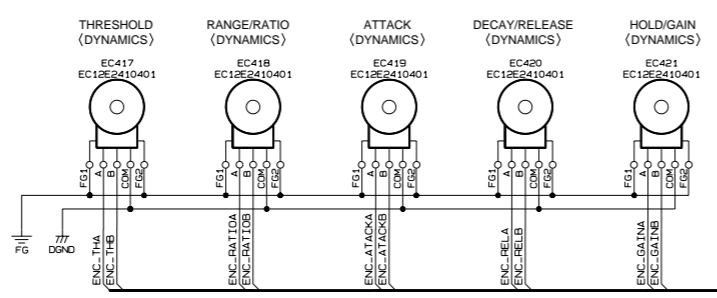 THRESHOLD RANGE/RATIO ATTACK DECAY/RELEASE HOLD/GAIN
〈DYNAMICS〉 〈DYNAMICS〉 〈DYNAMICS〉 〈DYNAMICS〉 〈DYNAMICS〉
EC417 EC418 EC419 EC420 EC421
EC12E2410401 EC12E2410401 EC12E2410401 EC12E2410401 EC12E2410401
FG1 A B COM FG2 FG1 A B COM FG2 FG1 A B COM FG2 FG1 A B COM FG2 FG1 A B COM FG2
FG DGND
ENC_THA ENC_THB ENC_RATIOA ENC_RATIOB ENC_ATACKA ENC_ATACKB ENC_RELA ENC_RELB ENC_GAINA ENC_GAINB